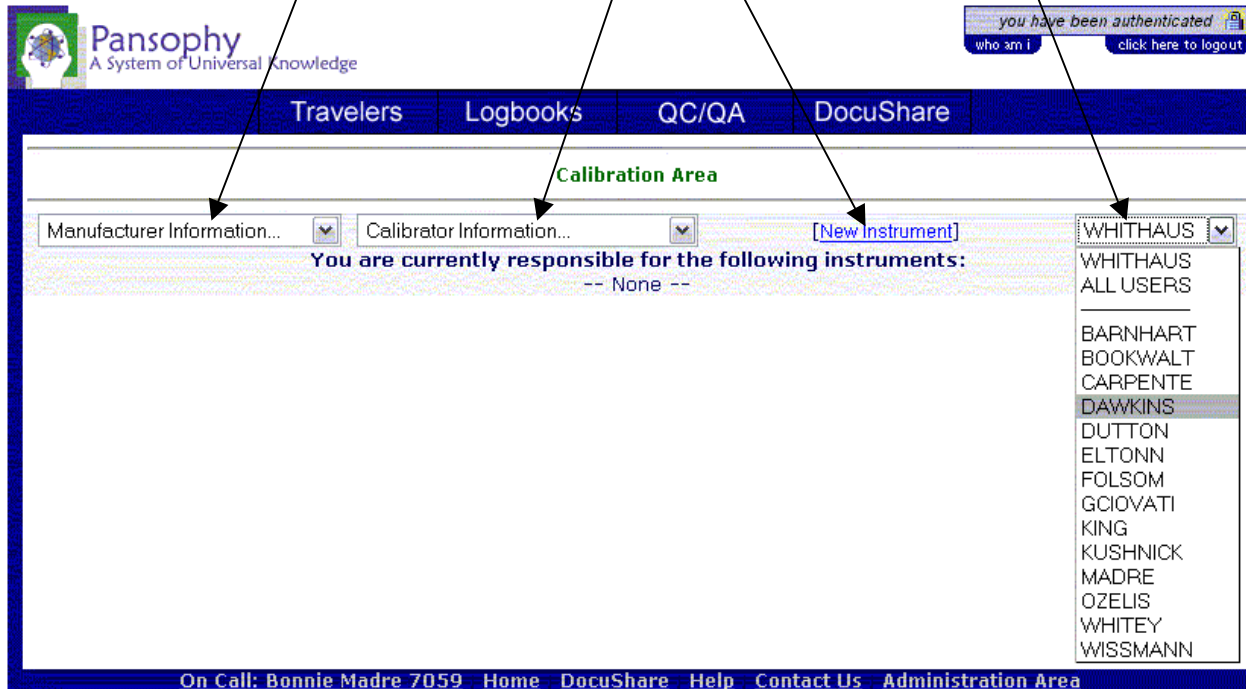 Pansophy
A System of Universal Knowledge
you have been authenticated
who am i click here to logout
Travelers Logbooks QC/QA DocuShare
Calibration Area
Manufacturer Information... Calibrator Information... [New Instrument] WHITHAUS
You are currently responsible for the following instruments:
-- None --
WHITHAUS
ALL USERS
BARNHART
BOOKWALT
CARPENTE
DAWKINS
DUTTON
ELTONN
FOLSOM
GCIOVATI
KING
KUSHNICK
MADRE
OZELIS
WHITEY
WISSMANN
On Call: Bonnie Madre 7059 Home DocuShare Help Contact Us Administration Area